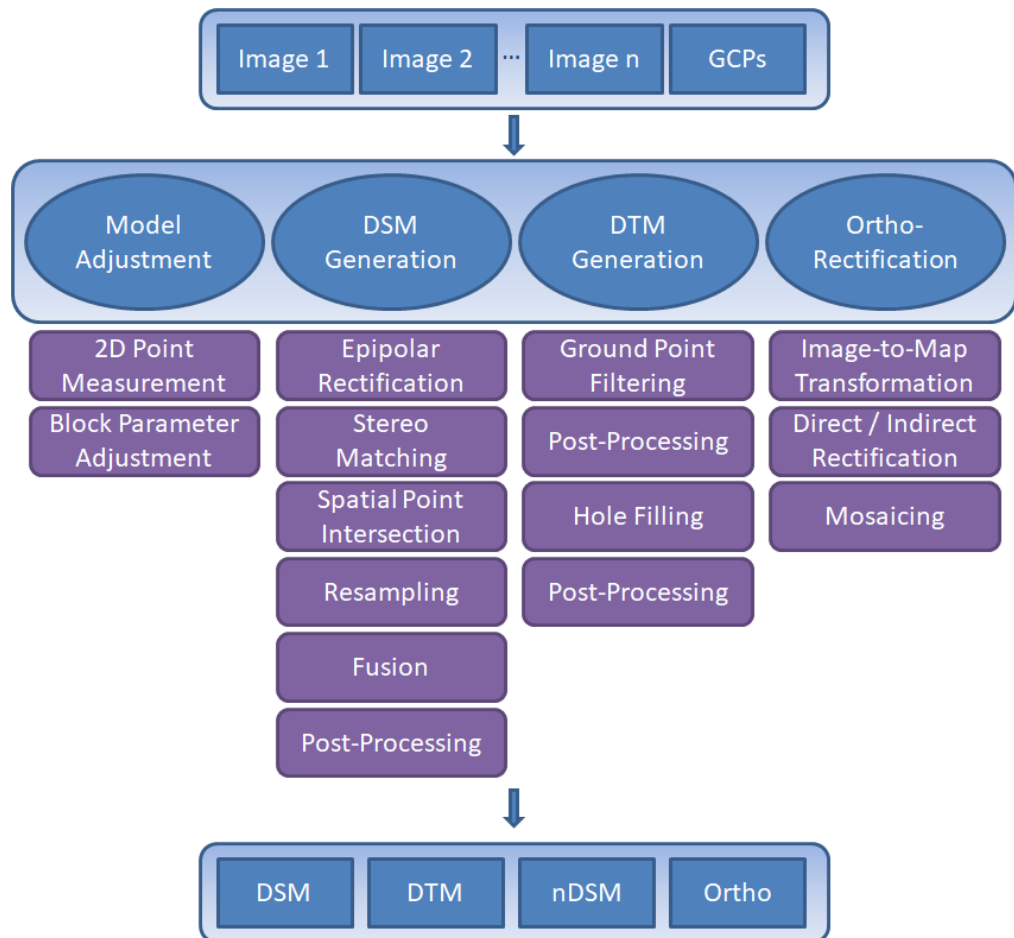 Image 1
Image 2
...
Image n
GCPs
Model
Adjustment
DSM
Generation
DTM
Generation
Ortho-
Rectification
2D Point
Measurement
Block Parameter
Adjustment
Epipolar
Rectification
Stereo
Matching
Spatial Point
Intersection
Resampling
Fusion
Post-Processing
Ground Point
Filtering
Post-Processing
Hole Filling
Post-Processing
Image-to-Map
Transformation
Direct / Indirect
Rectification
Mosaicing
DSM
DTM
nDSM
Ortho